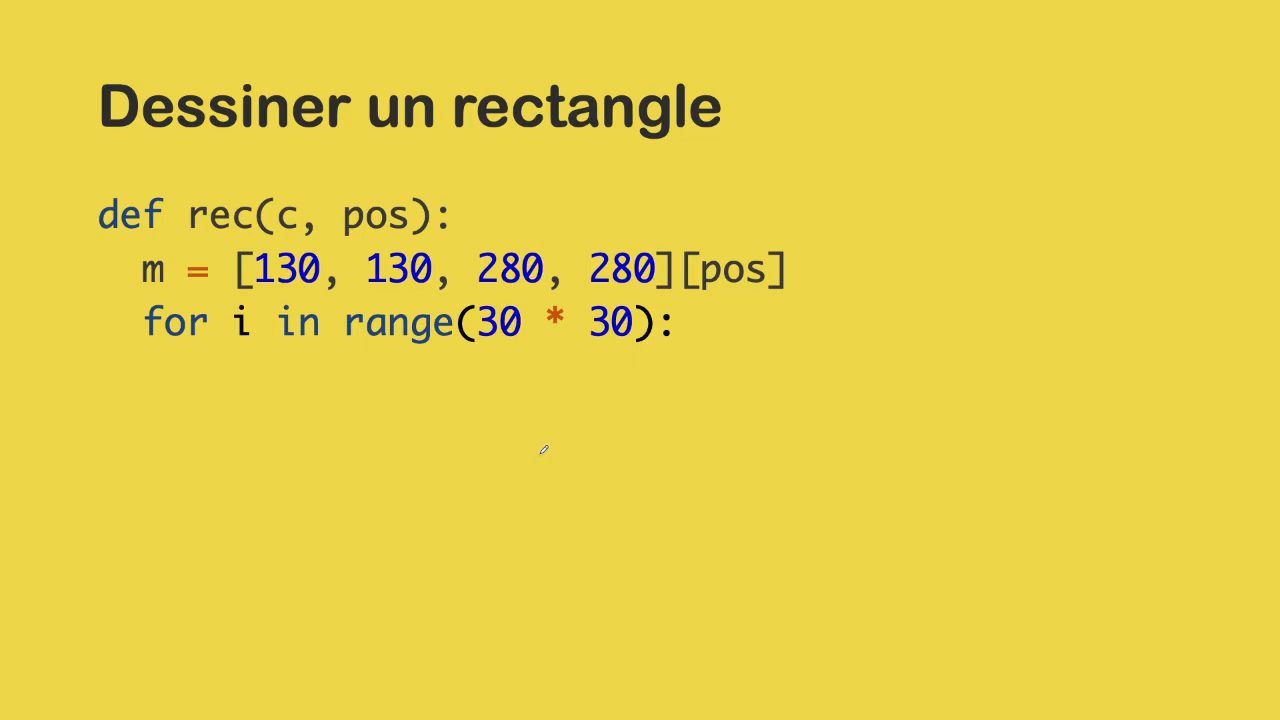 Dessiner un rectangle
def rec(c, pos):
  m = [130, 130, 280, 280][pos]
  for i in range(30 * 30):